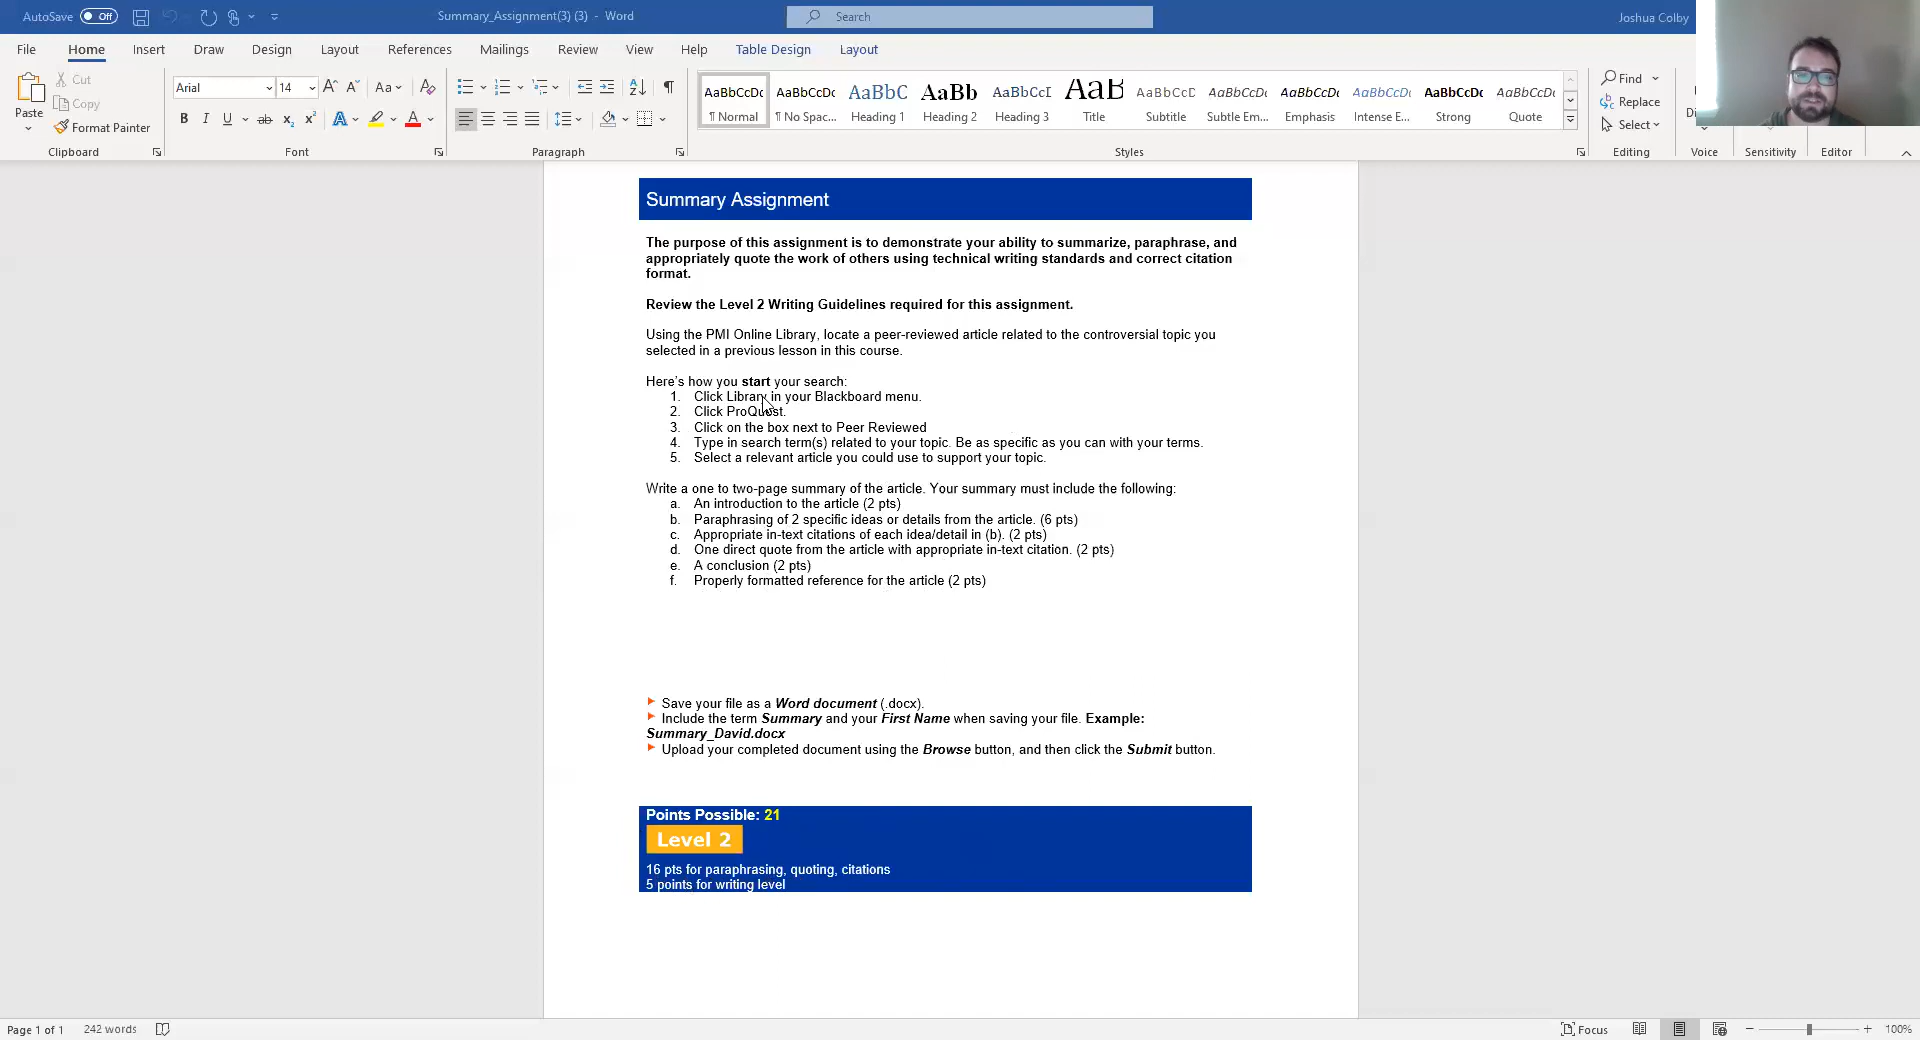 AutoSave Off Summary_Assignment(3) (3) - Word Search Joshua Colby
File Home Insert Draw Design Layout References Mailings Review View Help Table Design Layout
Paste Cut Copy Format Painter
Arial 14
AaBbCcDc AaBbCcDc AaBbC AaBb AaBbCcI AaB AaBbCcD AaBbCcDc AaBbCcDc AaBbCcDc AaBbCcDc AaBbCcDc
¶ Normal ¶ No Spac... Heading 1 Heading 2 Heading 3 Title Subtitle Subtle Em... Emphasis Intense E... Strong Quote
Find
Replace
Select
Clipboard Font Paragraph Styles Editing Voice Sensitivity Editor
Summary Assignment
The purpose of this assignment is to demonstrate your ability to summarize, paraphrase, and
appropriately quote the work of others using technical writing standards and correct citation
format.
Review the Level 2 Writing Guidelines required for this assignment.
Using the PMI Online Library, locate a peer-reviewed article related to the controversial topic you
selected in a previous lesson in this course.
Here's how you start your search:
1. Click Library in your Blackboard menu.
2. Click ProQuest.
3. Click on the box next to Peer Reviewed
4. Type in search term(s) related to your topic. Be as specific as you can with your terms.
5. Select a relevant article you could use to support your topic.
Write a one to two-page summary of the article. Your summary must include the following:
a. An introduction to the article (2 pts)
b. Paraphrasing of 2 specific ideas or details from the article. (6 pts)
c. Appropriate in-text citations of each idea/detail in (b). (2 pts)
d. One direct quote from the article with appropriate in-text citation. (2 pts)
e. A conclusion (2 pts)
f. Properly formatted reference for the article (2 pts)
Save your file as a Word document (.docx).
Include the term Summary and your First Name when saving your file. Example:
Summary_David.docx
Upload your completed document using the Browse button, and then click the Submit button.
Points Possible: 21
Level 2
16 pts for paraphrasing, quoting, citations
5 points for writing level
Page 1 of 1 242 words Focus 100%